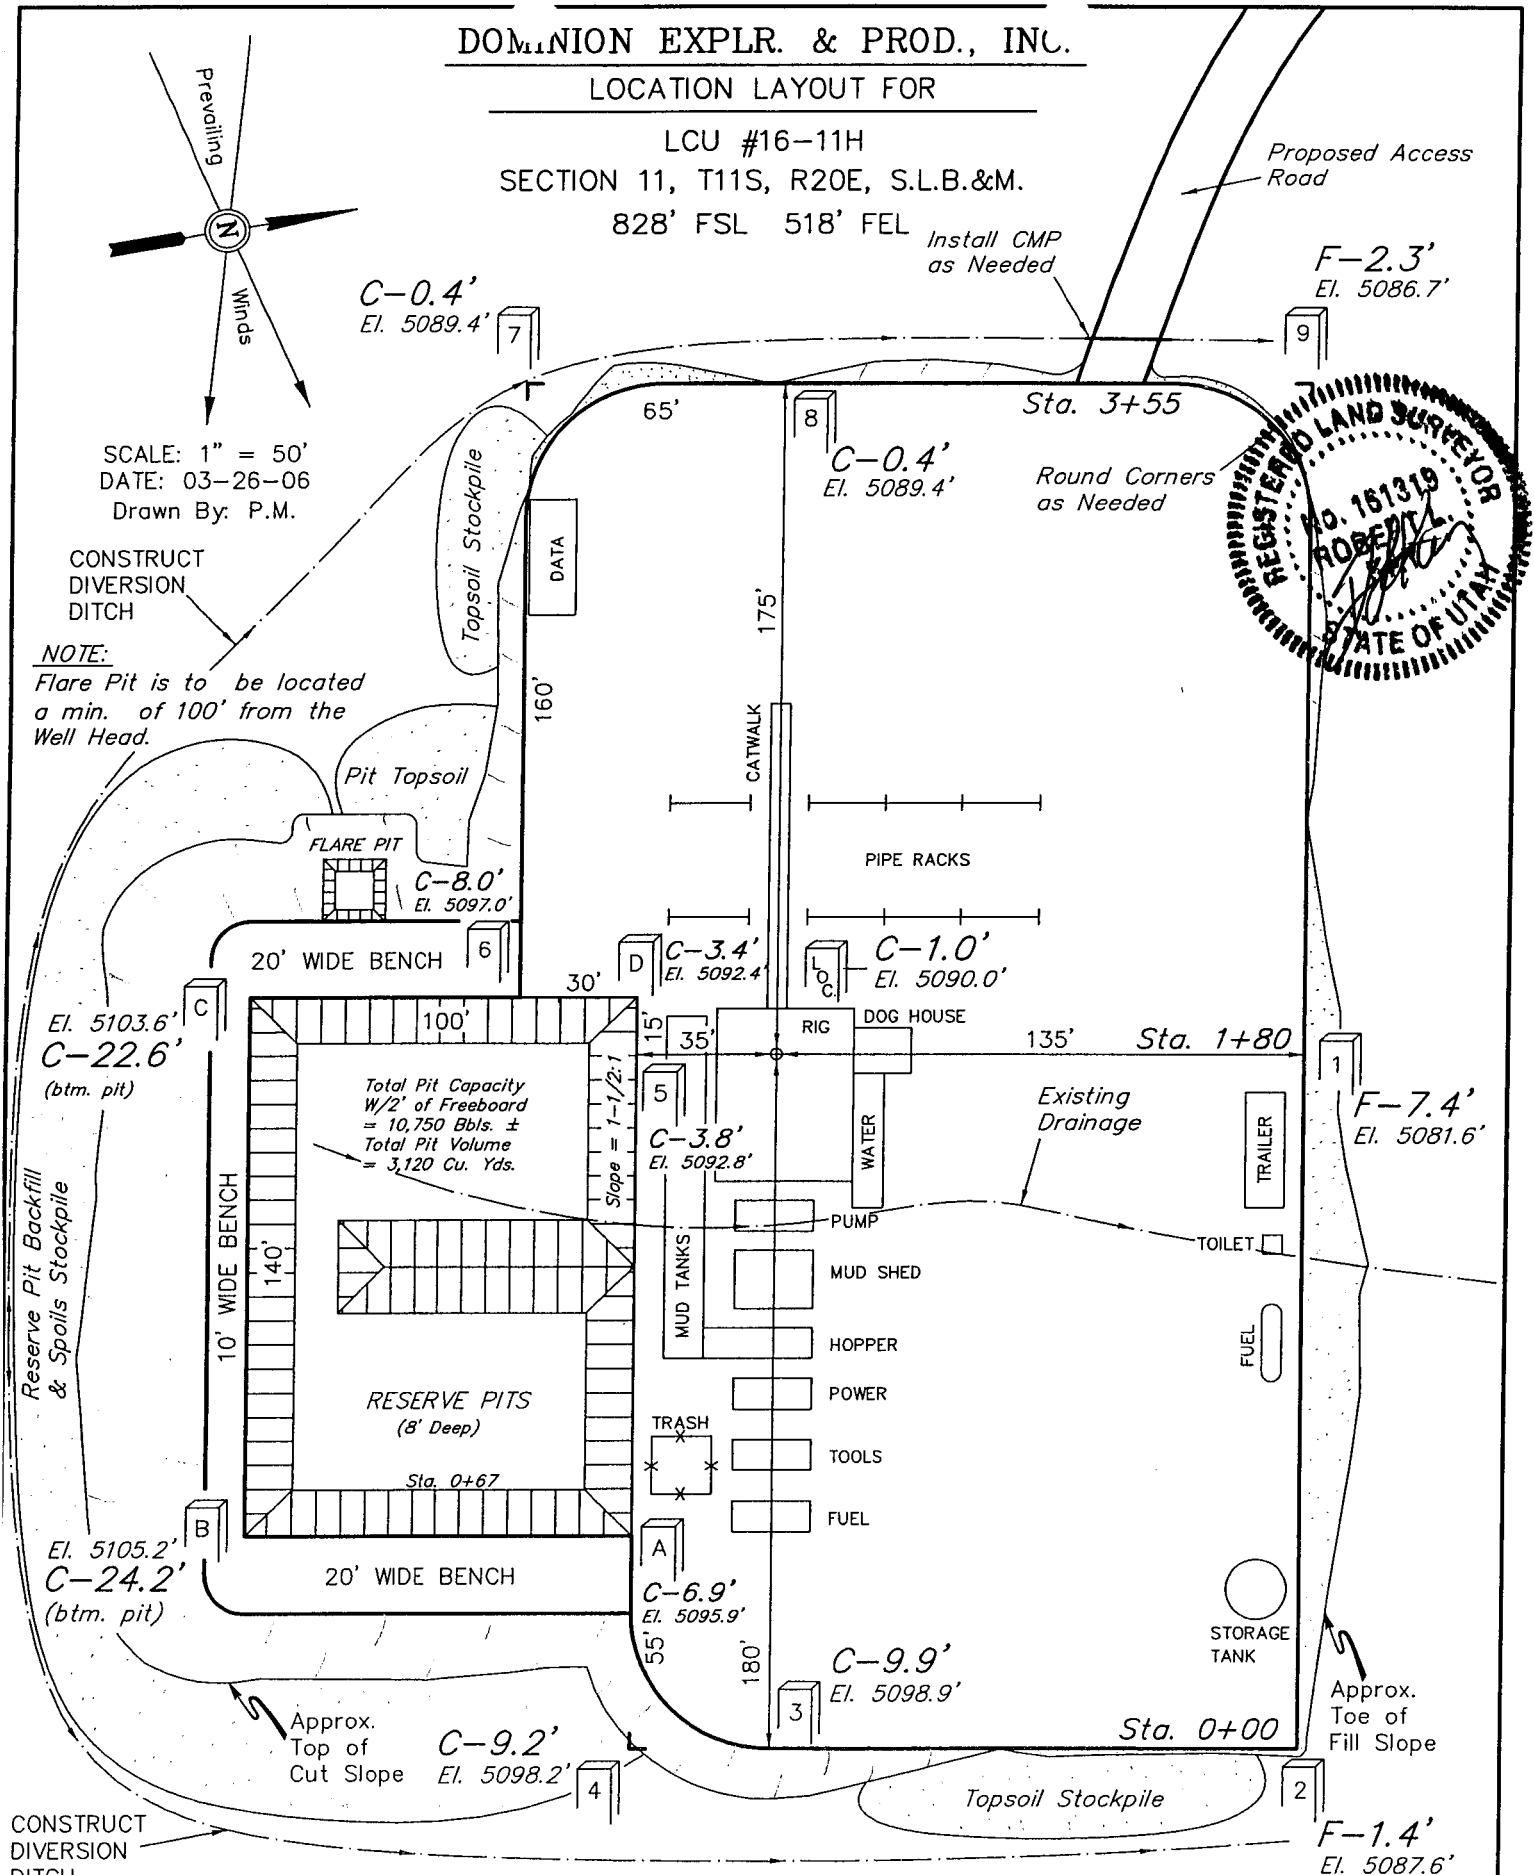 DOMINION EXPLR. & PROD., INC.
LOCATION LAYOUT FOR
LCU #16-11H
SECTION 11, T11S, R20E, S.L.B.&M.
828' FSL 518' FEL
Prevailing
N
Winds
SCALE: 1" = 50'
DATE: 03-26-06
Drawn By: P.M.
Proposed Access
Road
Install CMP
as Needed
F-2.3'
El. 5086.7'
9
C-0.4'
El. 5089.4'
7
65'
8
C-0.4'
El. 5089.4'
Sta. 3+55
Round Corners
as Needed
REGISTERED LAND SURVEYOR
No. 161319
ROBERT L.
STATE OF UTAH
CONSTRUCT
DIVERSION
DITCH
Topsoil Stockpile
DATA
175'
160'
NOTE:
Flare Pit is to be located
a min. of 100' from the
Well Head.
Pit Topsoil
CATWALK
PIPE RACKS
FLARE PIT
C-8.0'
El. 5097.0'
6
20' WIDE BENCH
D
C-3.4'
El. 5092.4'
LOC.
C-1.0'
El. 5090.0'
C
El. 5103.6'
C-22.6'
(btm. pit)
30'
100'
15'
35'
RIG
DOG HOUSE
135'
Sta. 1+80
1
F-7.4'
El. 5081.6'
Total Pit Capacity
W/2' of Freeboard
= 10,750 Bbls. ±
Total Pit Volume
= 3,120 Cu. Yds.
Slope = 1-1/2:1
5
C-3.8'
El. 5092.8'
WATER
Existing
Drainage
TRAILER
PUMP
TOILET
MUD SHED
MUD TANKS
HOPPER
FUEL
POWER
Reserve Pit Backfill
& Spoils Stockpile
10' WIDE BENCH
140'
RESERVE PITS
(8' Deep)
Sta. 0+67
TRASH
TOOLS
FUEL
B
El. 5105.2'
C-24.2'
(btm. pit)
20' WIDE BENCH
A
C-6.9'
El. 5095.9'
55'
180'
STORAGE
TANK
C-9.9'
El. 5098.9'
3
Sta. 0+00
Approx.
Toe of
Fill Slope
Approx.
Top of
Cut Slope
C-9.2'
El. 5098.2'
4
Topsoil Stockpile
2
F-1.4'
El. 5087.6'
CONSTRUCT
DIVERSION
DITCH